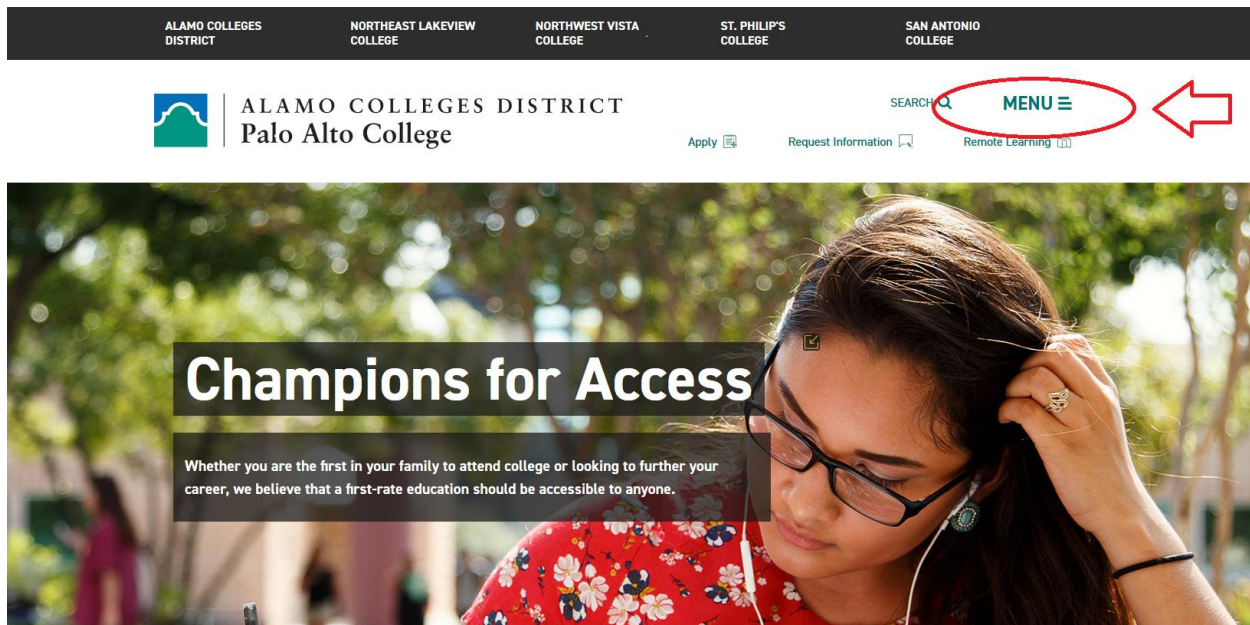 ALAMO COLLEGES
DISTRICT
NORTHEAST LAKEVIEW
COLLEGE
NORTHWEST VISTA
COLLEGE
ST. PHILIP'S
COLLEGE
SAN ANTONIO
COLLEGE
SEARCH
MENU
ALAMO COLLEGES DISTRICT
Palo Alto College
Apply
Request Information
Remote Learning
Champions for Access
Whether you are the first in your family to attend college or looking to further your
career, we believe that a first-rate education should be accessible to anyone.